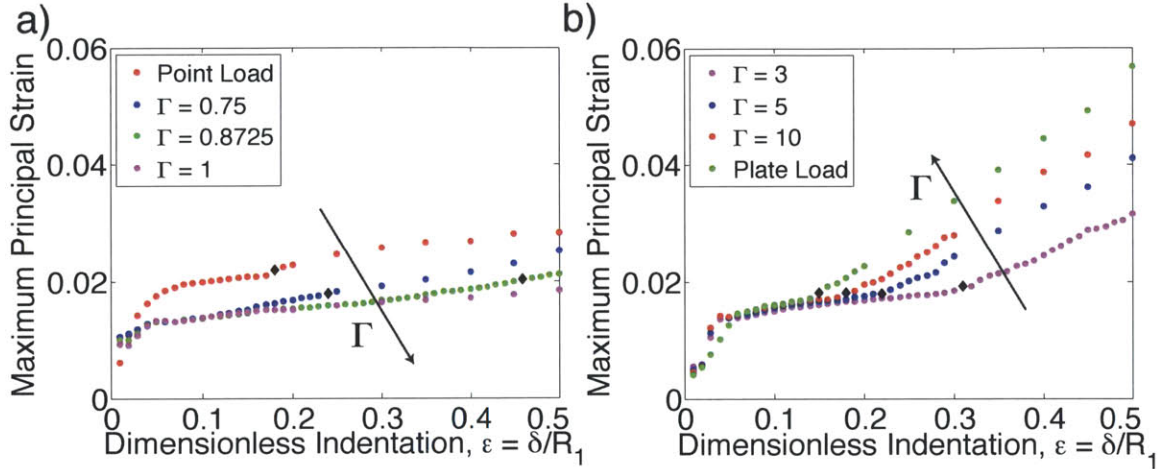 a)
Maximum Principal Strain
0.06
0.04
0.02
0
Point Load
Γ = 0.75
Γ = 0.8725
Γ = 1
Γ
0 0.1 0.2 0.3 0.4 0.5
Dimensionless Indentation, ε = δ/R₁
b)
Maximum Principal Strain
0.06
0.04
0.02
0
Γ = 3
Γ = 5
Γ = 10
Plate Load
Γ
0 0.1 0.2 0.3 0.4 0.5
Dimensionless Indentation, ε = δ/R₁